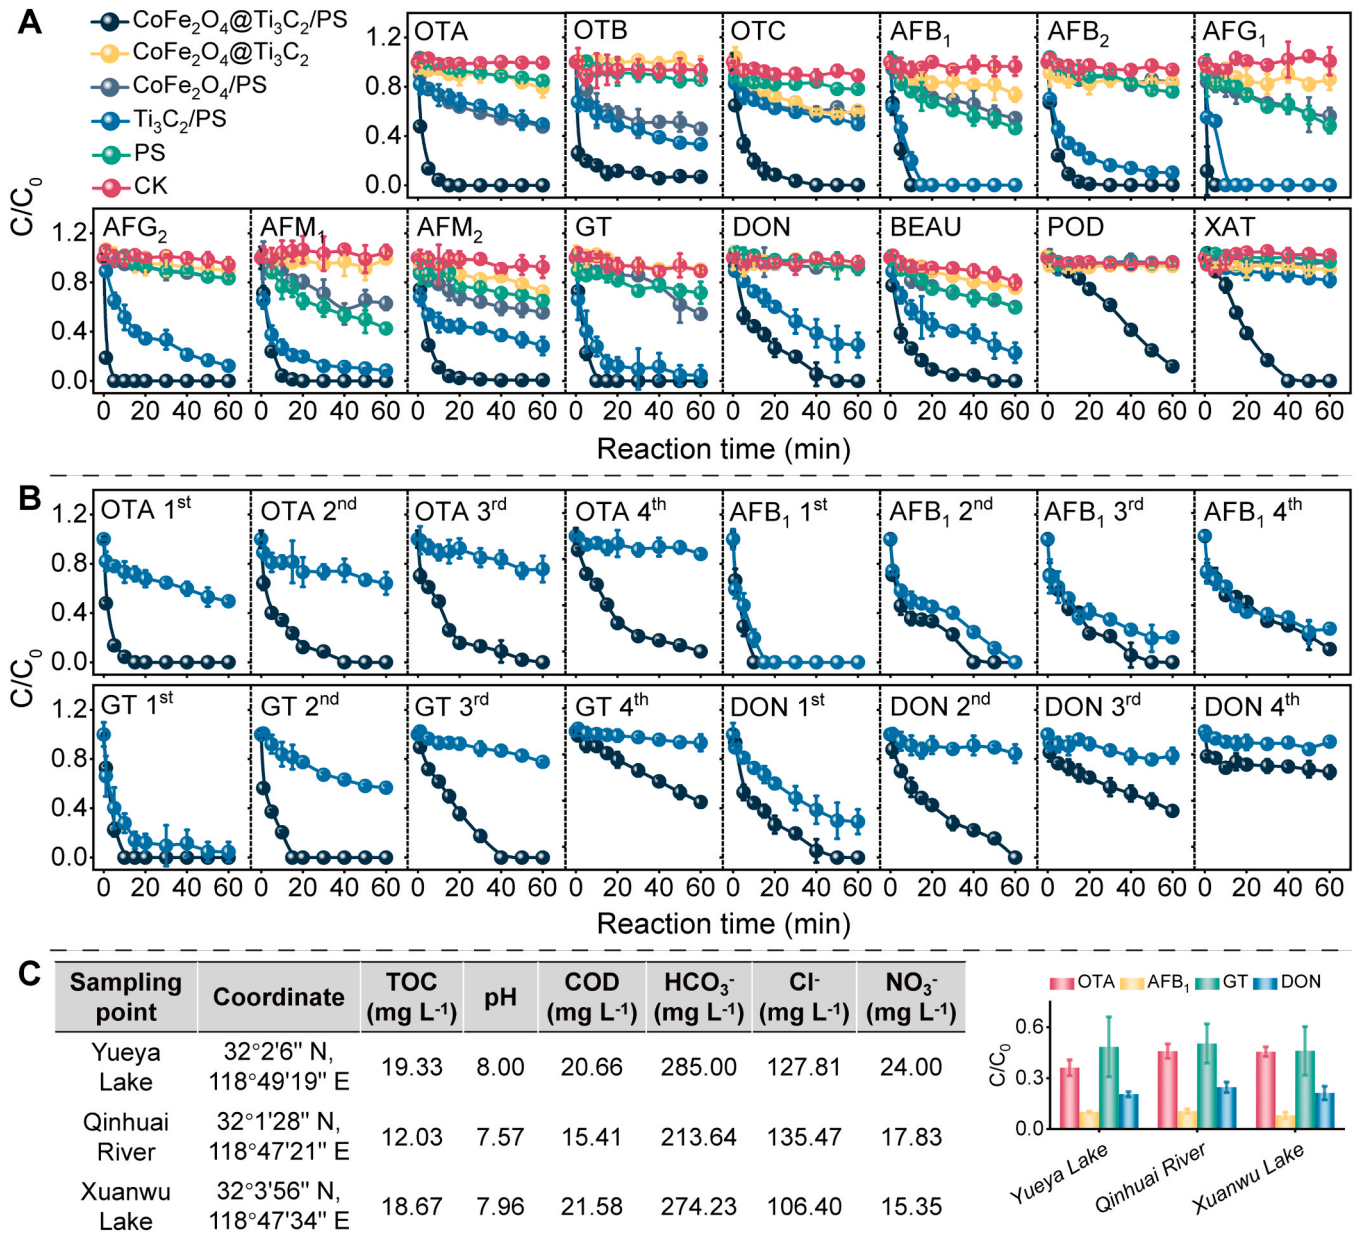 A
CoFe₂O₄@Ti₃C₂/PS
CoFe₂O₄@Ti₃C₂
CoFe₂O₄/PS
Ti₃C₂/PS
PS
CK
OTA OTB OTC AFB₁ AFB₂ AFG₁
1.2
0.8
0.4
0.0
C/C₀
AFG₂ AFM₁ AFM₂ GT DON BEAU POD XAT
1.2
0.8
0.4
0.0
0 20 40 60 0 20 40 60 0 20 40 60 0 20 40 60 0 20 40 60 0 20 40 60 0 20 40 60 0 20 40 60
Reaction time (min)
B
OTA 1ˢᵗ OTA 2ⁿᵈ OTA 3ʳᵈ OTA 4ᵗʰ AFB₁ 1ˢᵗ AFB₁ 2ⁿᵈ AFB₁ 3ʳᵈ AFB₁ 4ᵗʰ
1.2
0.8
0.4
0.0
C/C₀
GT 1ˢᵗ GT 2ⁿᵈ GT 3ʳᵈ GT 4ᵗʰ DON 1ˢᵗ DON 2ⁿᵈ DON 3ʳᵈ DON 4ᵗʰ
1.2
0.8
0.4
0.0
0 20 40 60 0 20 40 60 0 20 40 60 0 20 40 60 0 20 40 60 0 20 40 60 0 20 40 60 0 20 40 60
Reaction time (min)
C
Sampling point Coordinate TOC (mg L⁻¹) pH COD (mg L⁻¹) HCO₃⁻ (mg L⁻¹) Cl⁻ (mg L⁻¹) NO₃⁻ (mg L⁻¹)
Yueya Lake 32°2'6" N, 118°49'19" E 19.33 8.00 20.66 285.00 127.81 24.00
Qinhuai River 32°1'28" N, 118°47'21" E 12.03 7.57 15.41 213.64 135.47 17.83
Xuanwu Lake 32°3'56" N, 118°47'34" E 18.67 7.96 21.58 274.23 106.40 15.35
OTA AFB₁ GT DON
C/C₀
0.6
0.3
0.0
Yueya Lake
Qinhuai River
Xuanwu Lake